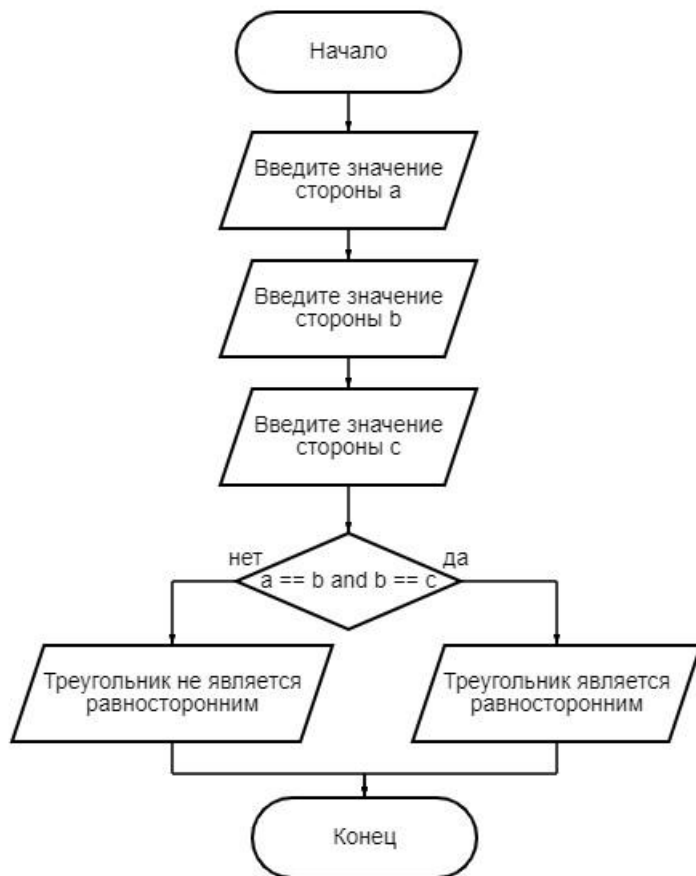 Начало
Введите значение
стороны a
Введите значение
стороны b
Введите значение
стороны c
нет
да
a == b and b == c
Треугольник не является
равносторонним
Треугольник является
равносторонним
Конец